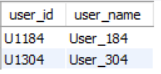 user_id user_name
U1184 User_184
U1304 User_304